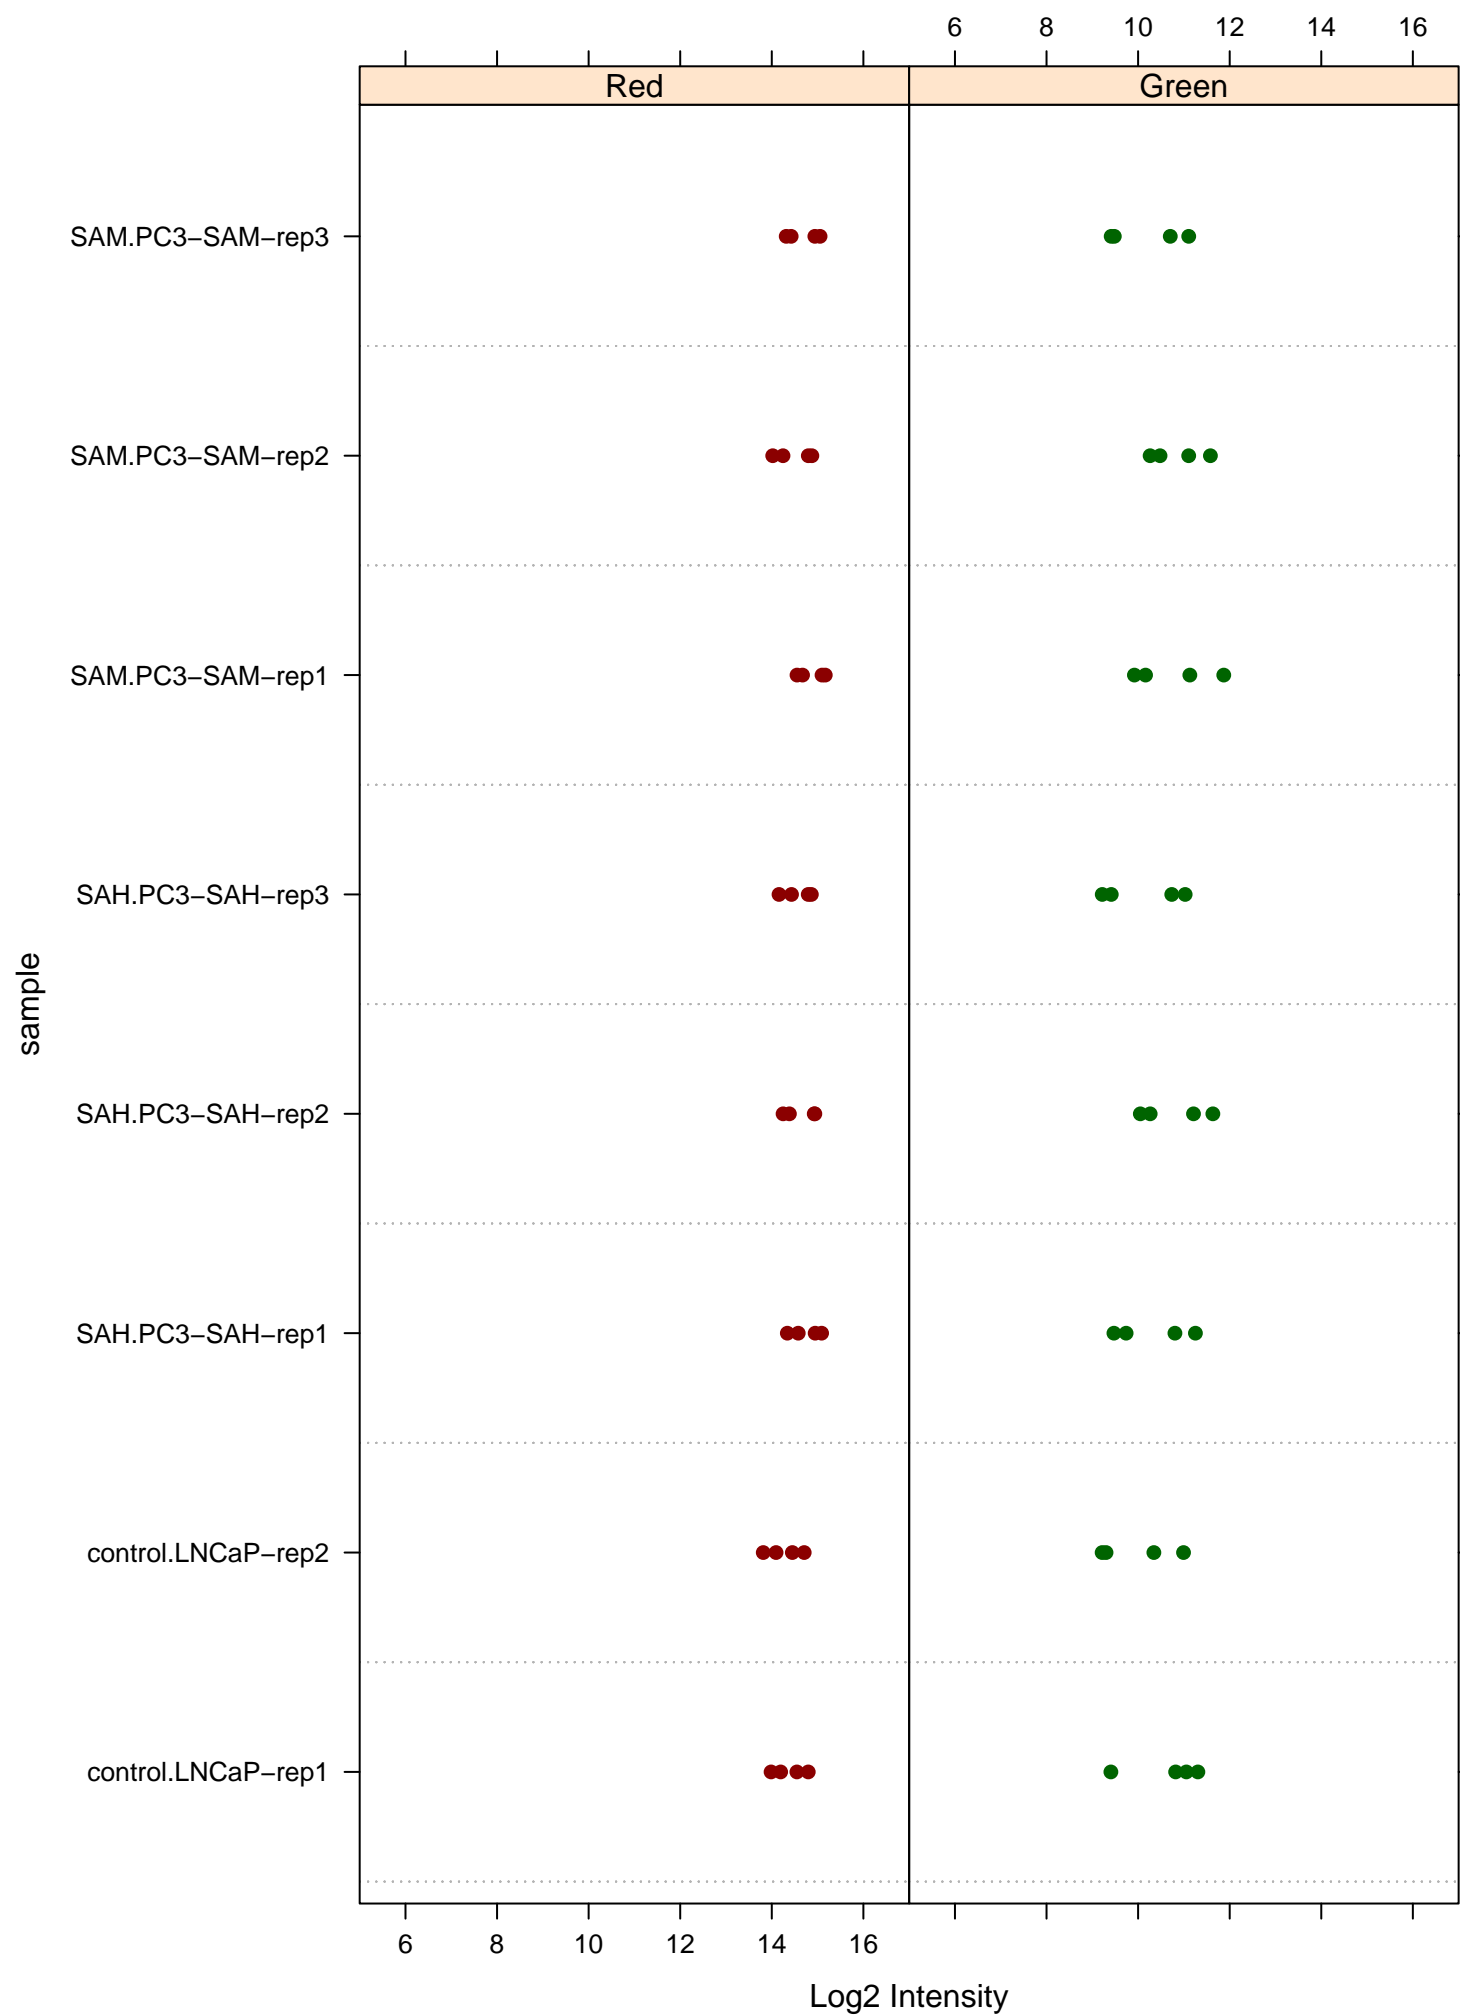 6 8 10 12 14 16
Red Green
SAM.PC3−SAM−rep3
SAM.PC3−SAM−rep2
SAM.PC3−SAM−rep1
SAH.PC3−SAH−rep3
sample
SAH.PC3−SAH−rep2
SAH.PC3−SAH−rep1
control.LNCaP−rep2
control.LNCaP−rep1
6 8 10 12 14 16
Log2 Intensity